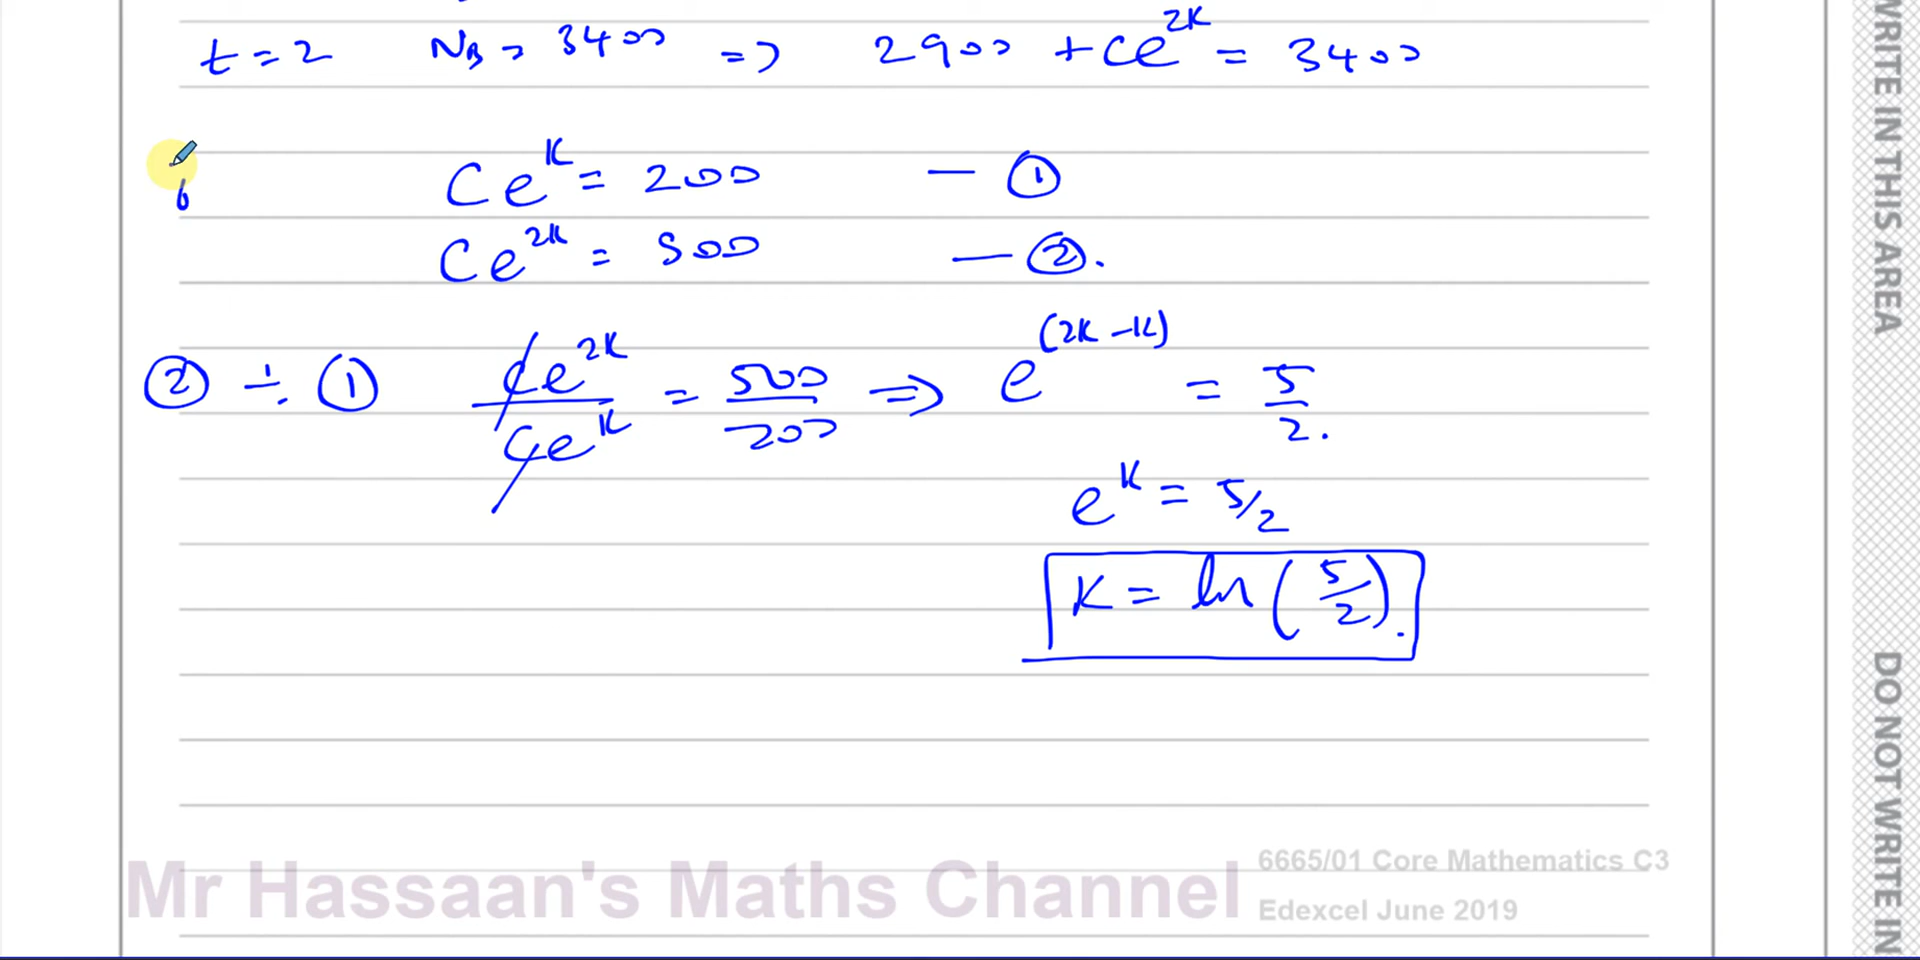 t = 2 N_B = 3400 => 2900 + Ce^{2K} = 3400
Ce^K = 200 — ①
Ce^{2K} = 500 — ②.
② ÷ ① Ce^{2K}/Ce^K = 500/200 => e^{(2K-K)} = 5/2.
e^K = 5/2
K = ln(5/2).
Mr Hassaan's Maths Channel
6665/01 Core Mathematics C3
Edexcel June 2019
WRITE IN THIS AREA
DO NOT WRITE IN